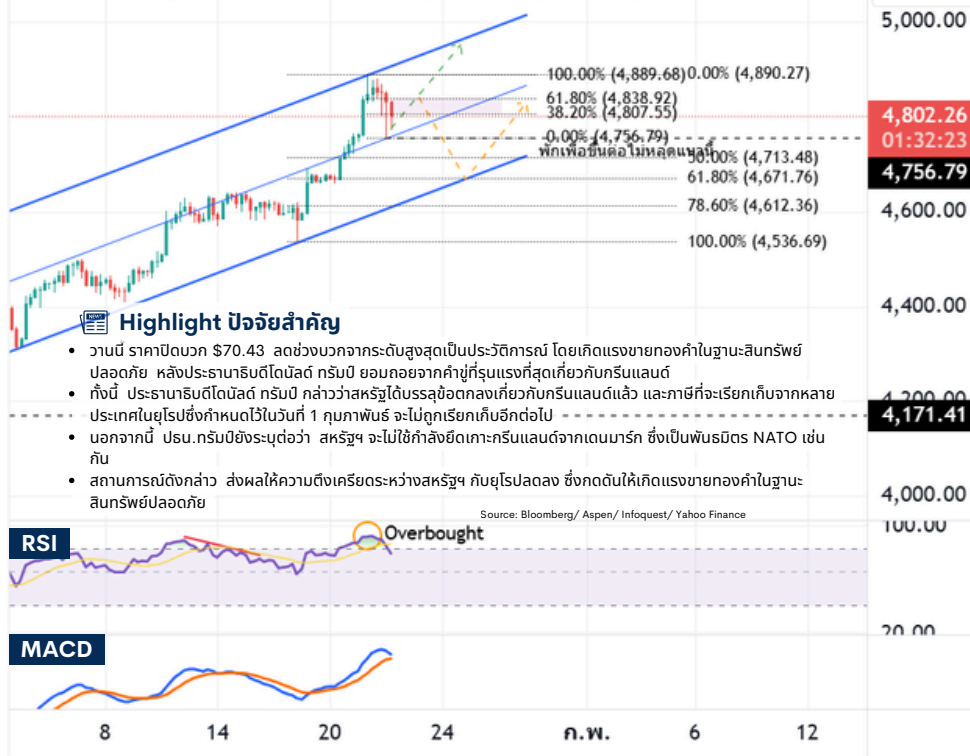 5,000.00
100.00% (4,889.68) 0.00% (4,890.27)
61.80% (4,838.92)
38.20% (4,807.55)
4,802.26
01:32:23
0.00% (4,756.79)
พักเพื่อขึ้นต่อไม่หลุดแนวนี้
50.00% (4,713.48)
4,756.79
61.80% (4,671.76)
78.60% (4,612.36)
4,600.00
100.00% (4,536.69)
4,400.00
Highlight ปัจจัยสำคัญ
• วานนี้ ราคาปิดบวก $70.43 ลดช่วงบวกจากระดับสูงสุดเป็นประวัติการณ์ โดยเกิดแรงขายทองคำในฐานะสินทรัพย์
ปลอดภัย หลังประธานาธิบดีโดนัลด์ ทรัมป์ ยอมถอยจากคำขู่ที่รุนแรงที่สุดเกี่ยวกับกรีนแลนด์
• ทั้งนี้ ประธานาธิบดีโดนัลด์ ทรัมป์ กล่าวว่าสหรัฐได้บรรลุข้อตกลงเกี่ยวกับกรีนแลนด์แล้ว และภาษีที่จะเรียกเก็บจากหลาย
ประเทศในยุโรปซึ่งกำหนดไว้ในวันที่ 1 กุมภาพันธ์ จะไม่ถูกเรียกเก็บอีกต่อไป
4,200.00
4,171.41
• นอกจากนี้ ปธน.ทรัมป์ยังระบุต่อว่า สหรัฐฯ จะไม่ใช้กำลังยึดเกาะกรีนแลนด์จากเดนมาร์ก ซึ่งเป็นพันธมิตร NATO เช่น
กัน
• สถานการณ์ดังกล่าว ส่งผลให้ความตึงเครียดระหว่างสหรัฐฯ กับยุโรปลดลง ซึ่งกดดันให้เกิดแรงขายทองคำในฐานะ
สินทรัพย์ปลอดภัย
4,000.00
Source: Bloomberg/ Aspen/ Infoquest/ Yahoo Finance
100.00
RSI
Overbought
20.00
MACD
8 14 20 24 ก.พ. 6 12